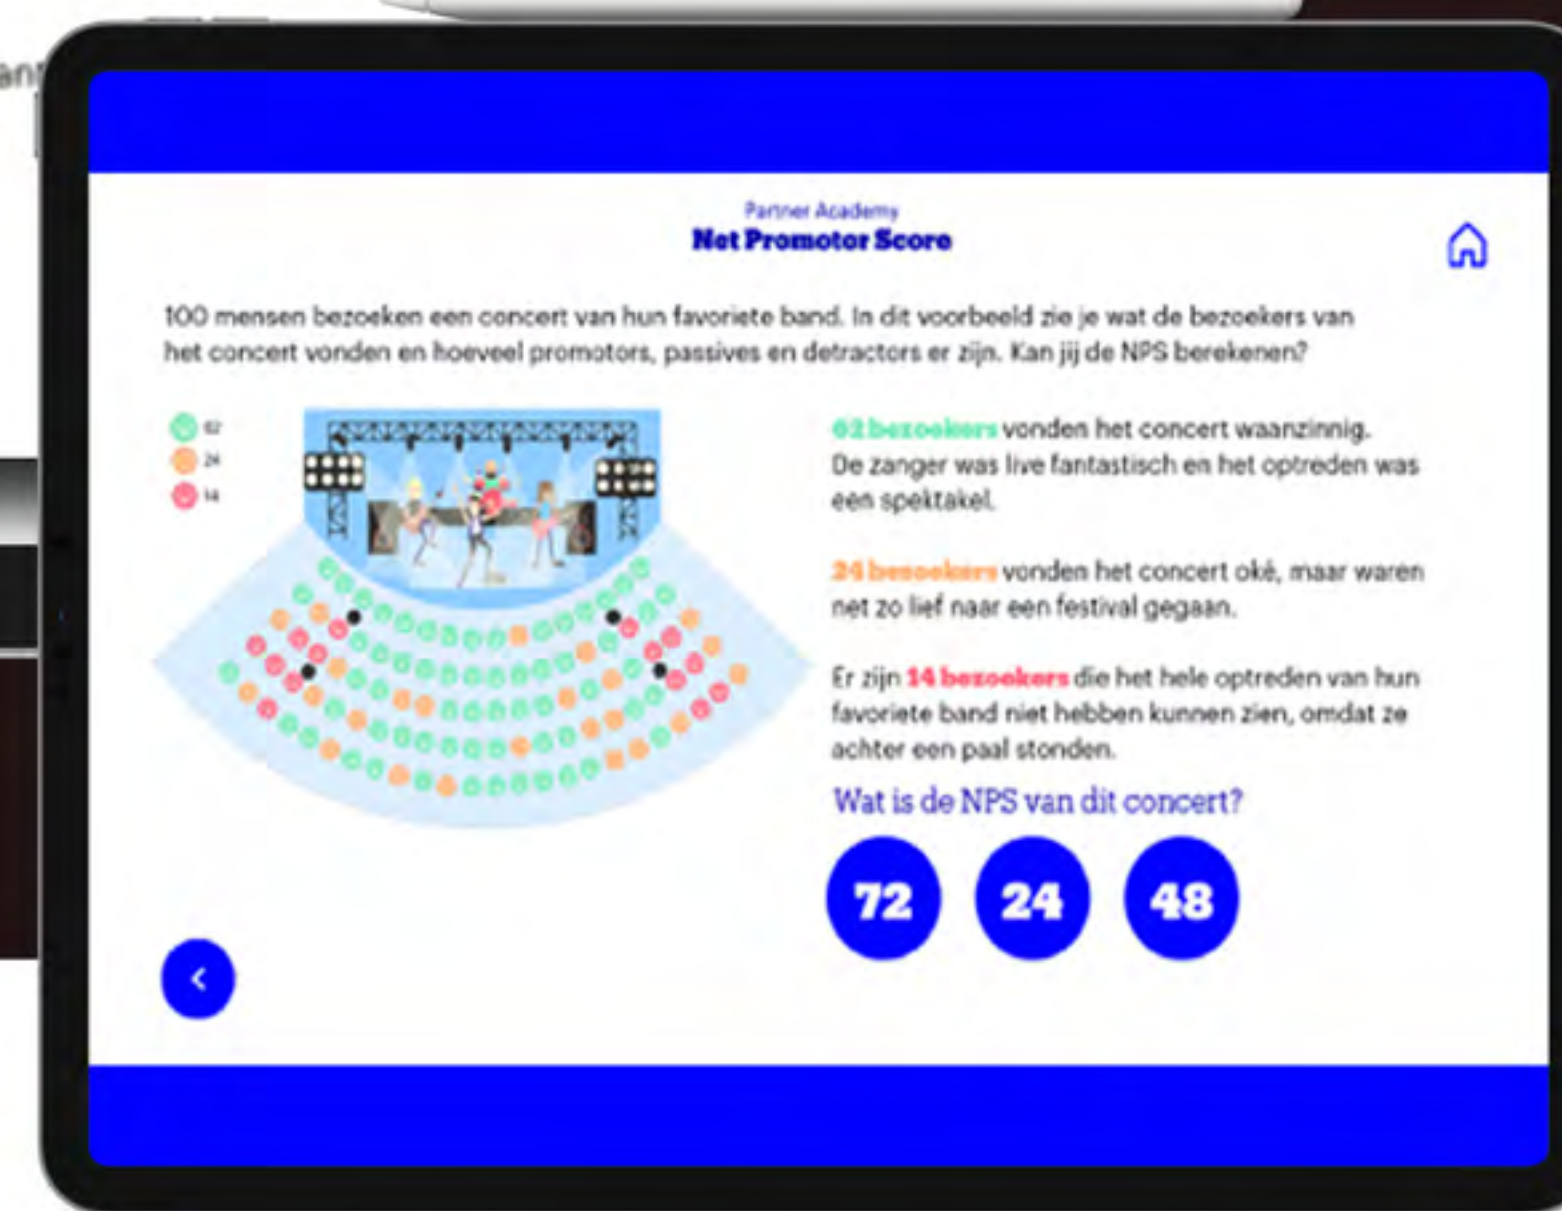 Partner Academy
Net Promotor Score
100 mensen bezoeken een concert van hun favoriete band. In dit voorbeeld zie je wat de bezoekers van
het concert vonden en hoeveel promotors, passives en detractors er zijn. Kan jij de NPS berekenen?
62
24
14
62 bezoekers vonden het concert waanzinnig.
De zanger was live fantastisch en het optreden was
een spektakel.
24 bezoekers vonden het concert oké, maar waren
net zo lief naar een festival gegaan.
Er zijn 14 bezoekers die het hele optreden van hun
favoriete band niet hebben kunnen zien, omdat ze
achter een paal stonden.
Wat is de NPS van dit concert?
72 24 48